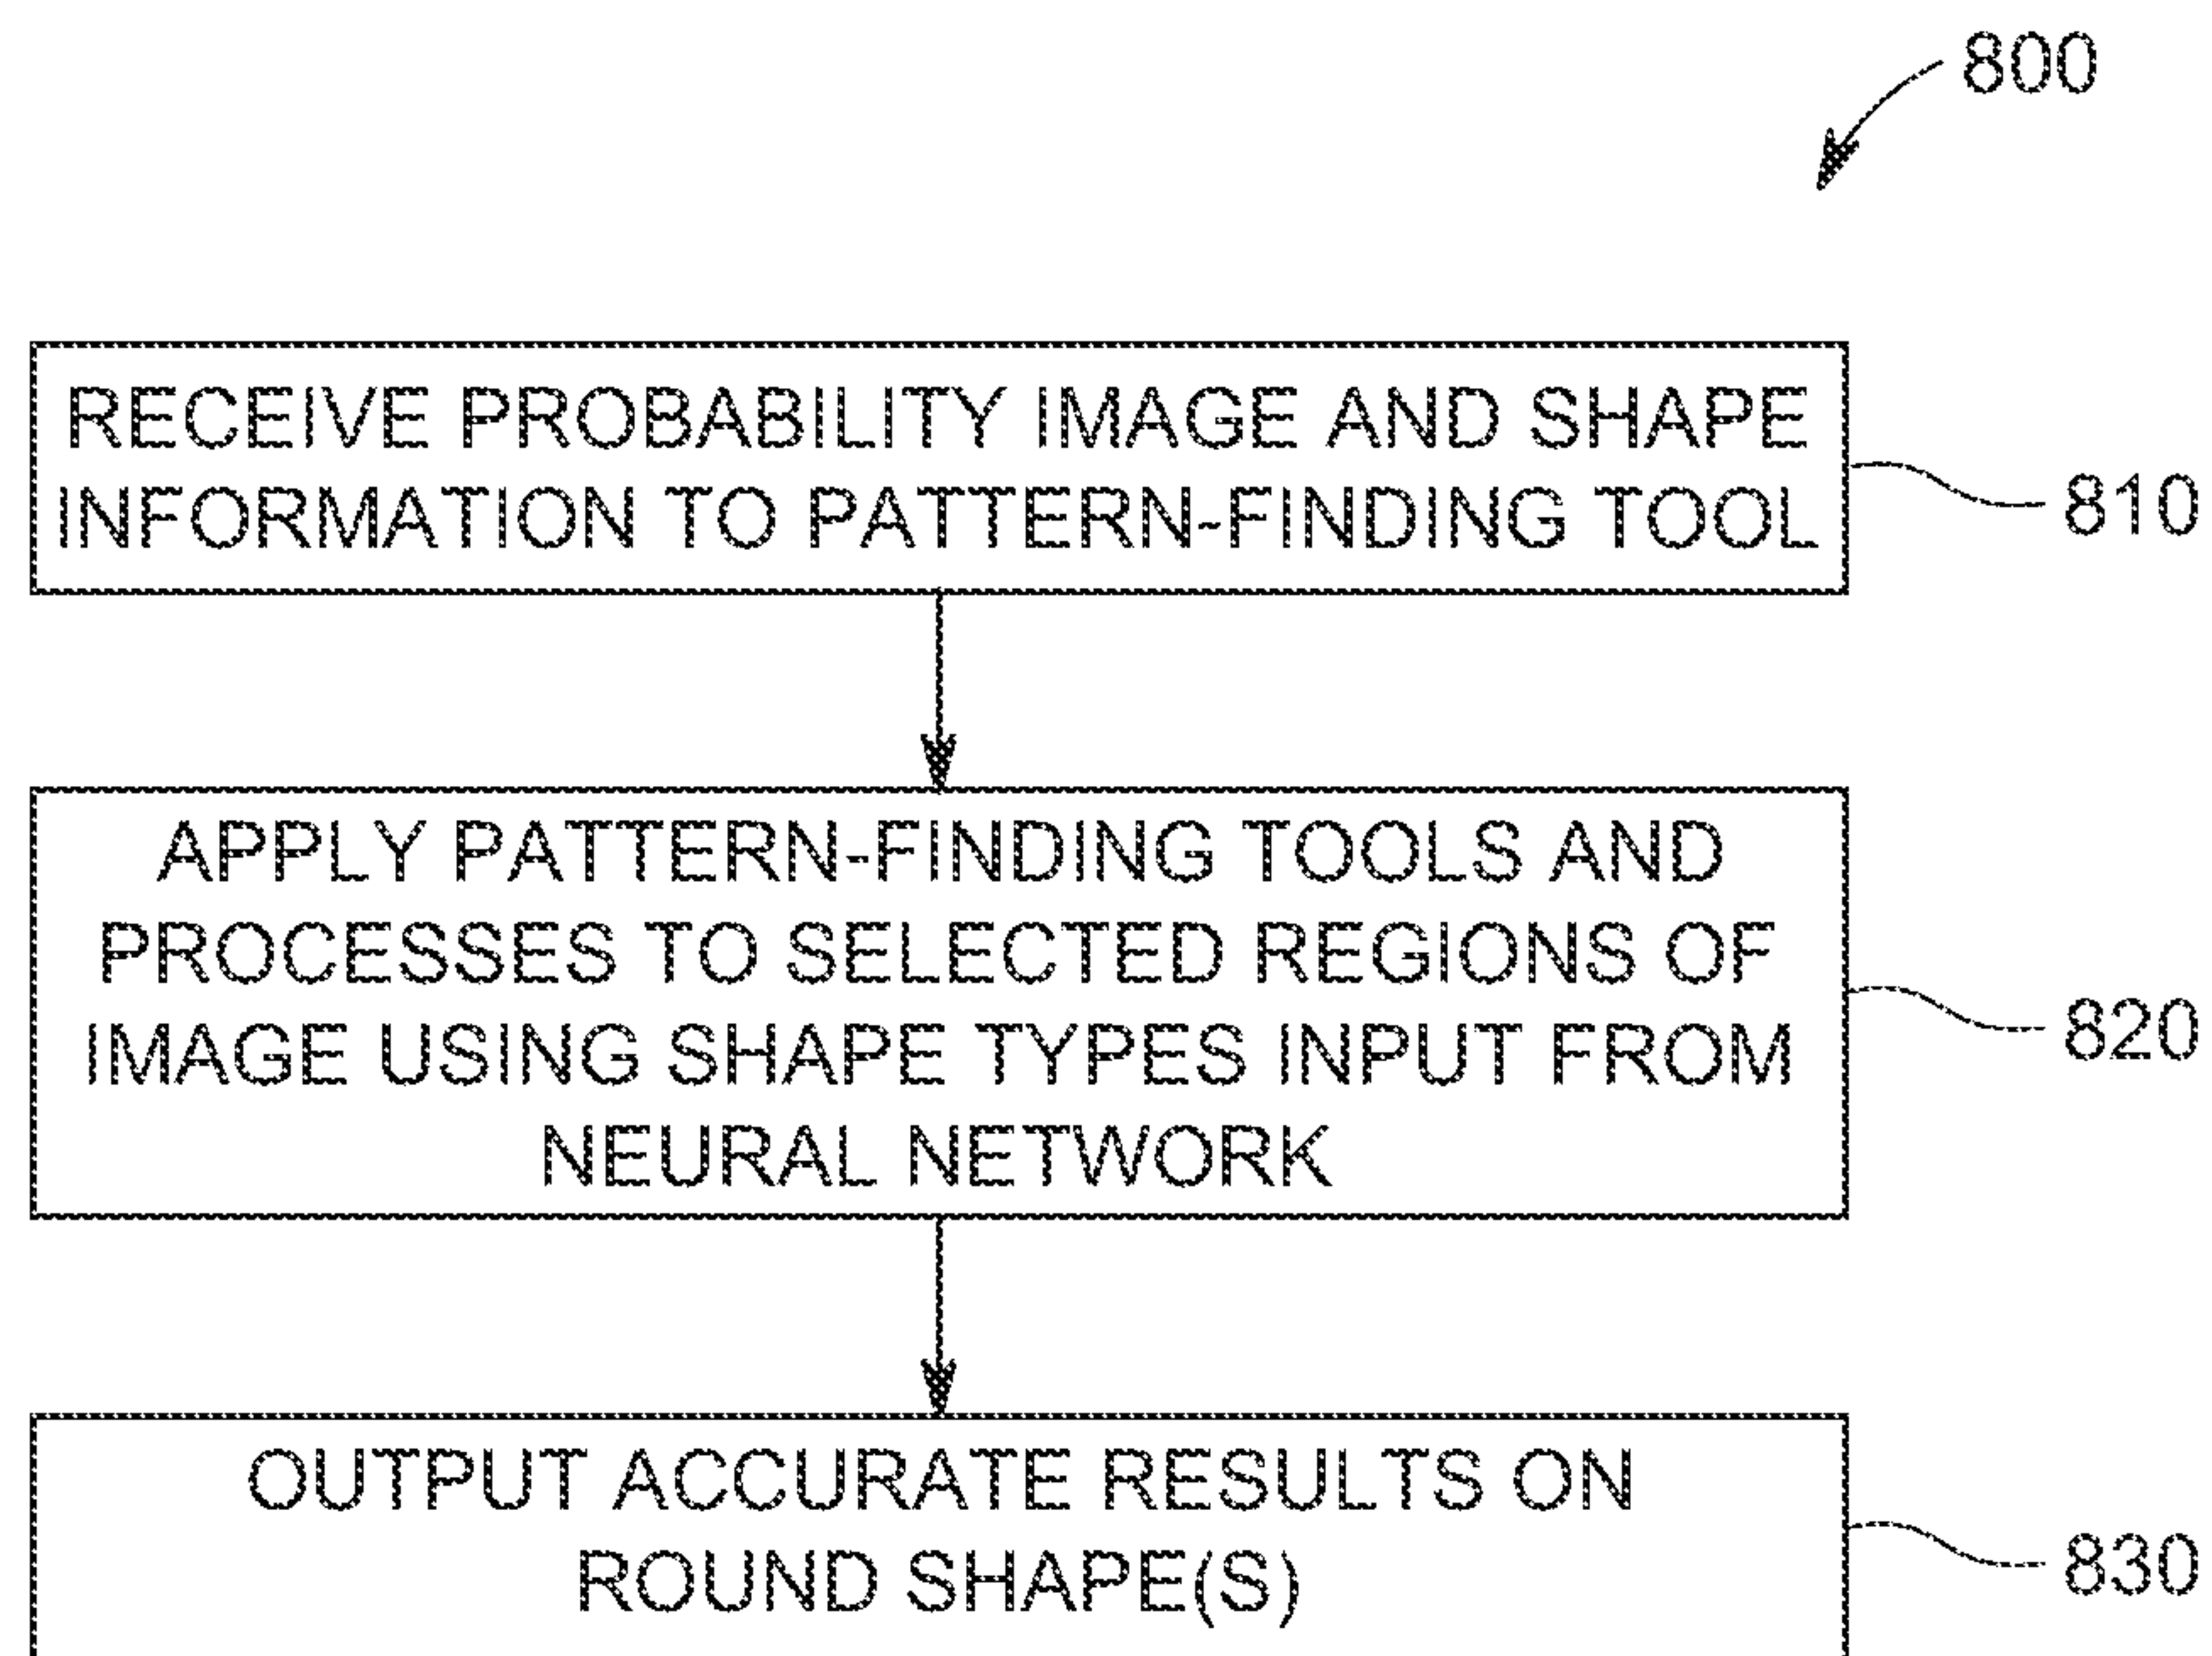 800
RECEIVE PROBABILITY IMAGE AND SHAPE
INFORMATION TO PATTERN-FINDING TOOL
810
APPLY PATTERN-FINDING TOOLS AND
PROCESSES TO SELECTED REGIONS OF
IMAGE USING SHAPE TYPES INPUT FROM
NEURAL NETWORK
820
OUTPUT ACCURATE RESULTS ON
ROUND SHAPE(S)
830